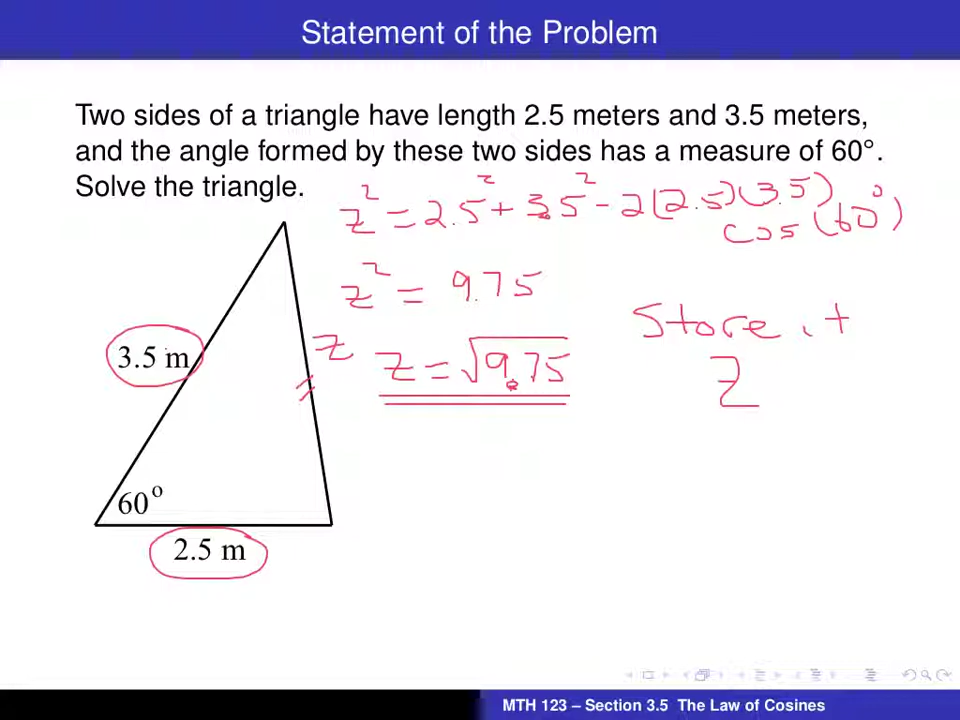 Statement of the Problem
Two sides of a triangle have length 2.5 meters and 3.5 meters,
and the angle formed by these two sides has a measure of 60°.
Solve the triangle.
z² = 2.5² + 3.5² - 2(2.5)(3.5)
cos(60°)
z² = 9.75
Store it
z
3.5 m
z = √9.75
Z
60°
2.5 m
MTH 123 – Section 3.5 The Law of Cosines